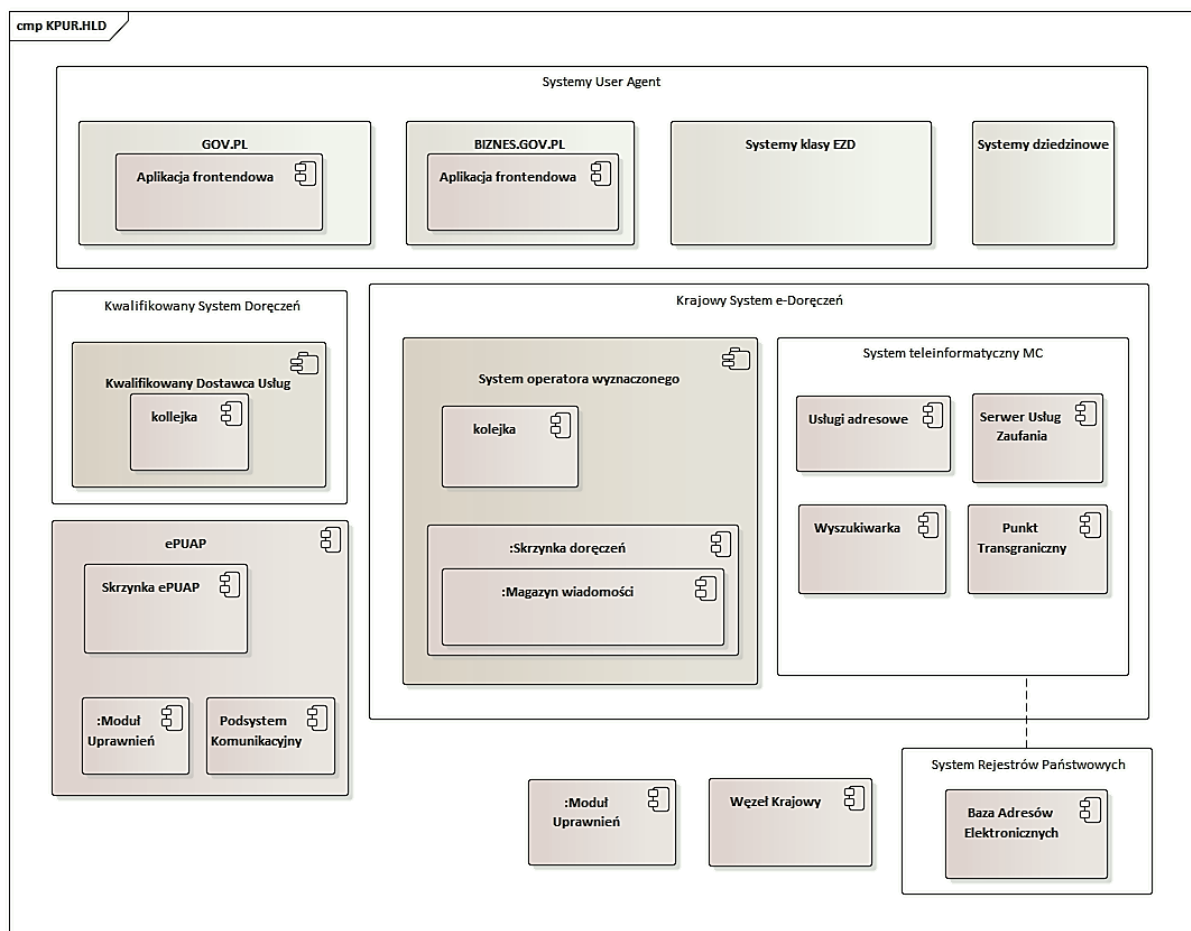 cmp KPUR.HLD
Systemy User Agent
GOV.PL
Aplikacja frontendowa
BIZNES.GOV.PL
Aplikacja frontendowa
Systemy klasy EZD
Systemy dziedzinowe
Kwalifikowany System Doręczeń
Kwalifikowany Dostawca Usług
kollejka
Krajowy System e-Doręczeń
System operatora wyznaczonego
kolejka
:Skrzynka doręczeń
:Magazyn wiadomości
System teleinformatyczny MC
Usługi adresowe
Serwer Usług
Zaufania
Wyszukiwarka
Punkt
Transgraniczny
ePUAP
Skrzynka ePUAP
:Moduł
Uprawnień
Podsystem
Komunikacyjny
:Moduł
Uprawnień
Węzeł Krajowy
System Rejestrów Państwowych
Baza Adresów
Elektronicznych